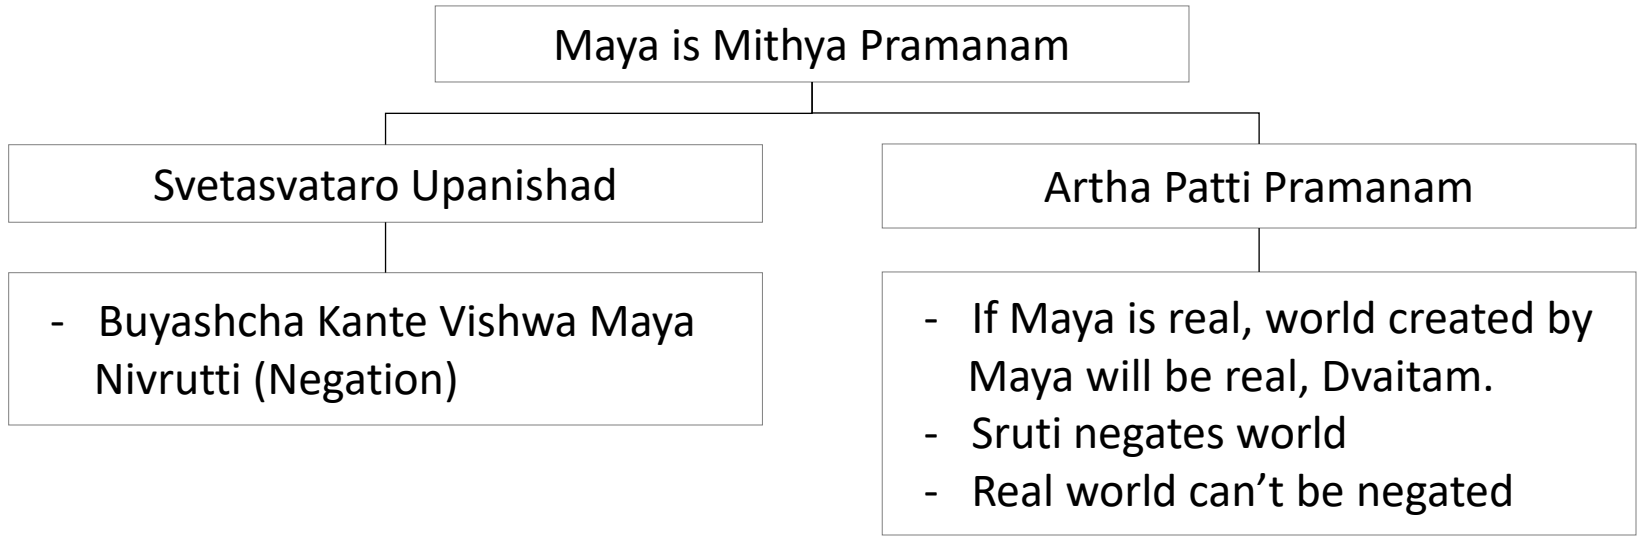 Maya is Mithya Pramanam
Svetasvataro Upanishad
- Buyashcha Kante Vishwa Maya
Nivrutti (Negation)
Artha Patti Pramanam
- If Maya is real, world created by
Maya will be real, Dvaitam.
- Sruti negates world
- Real world can’t be negated